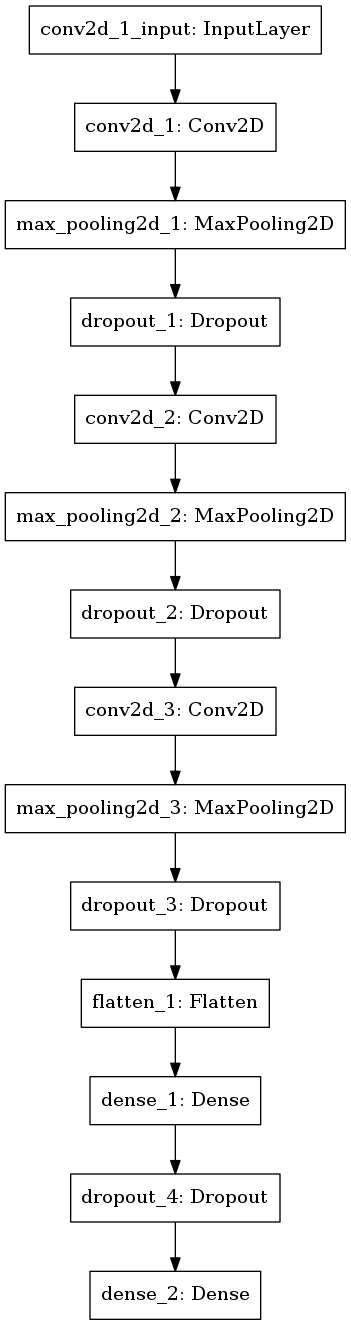 conv2d_1_input: InputLayer
conv2d_1: Conv2D
max_pooling2d_1: MaxPooling2D
dropout_1: Dropout
conv2d_2: Conv2D
max_pooling2d_2: MaxPooling2D
dropout_2: Dropout
conv2d_3: Conv2D
max_pooling2d_3: MaxPooling2D
dropout_3: Dropout
flatten_1: Flatten
dense_1: Dense
dropout_4: Dropout
dense_2: Dense